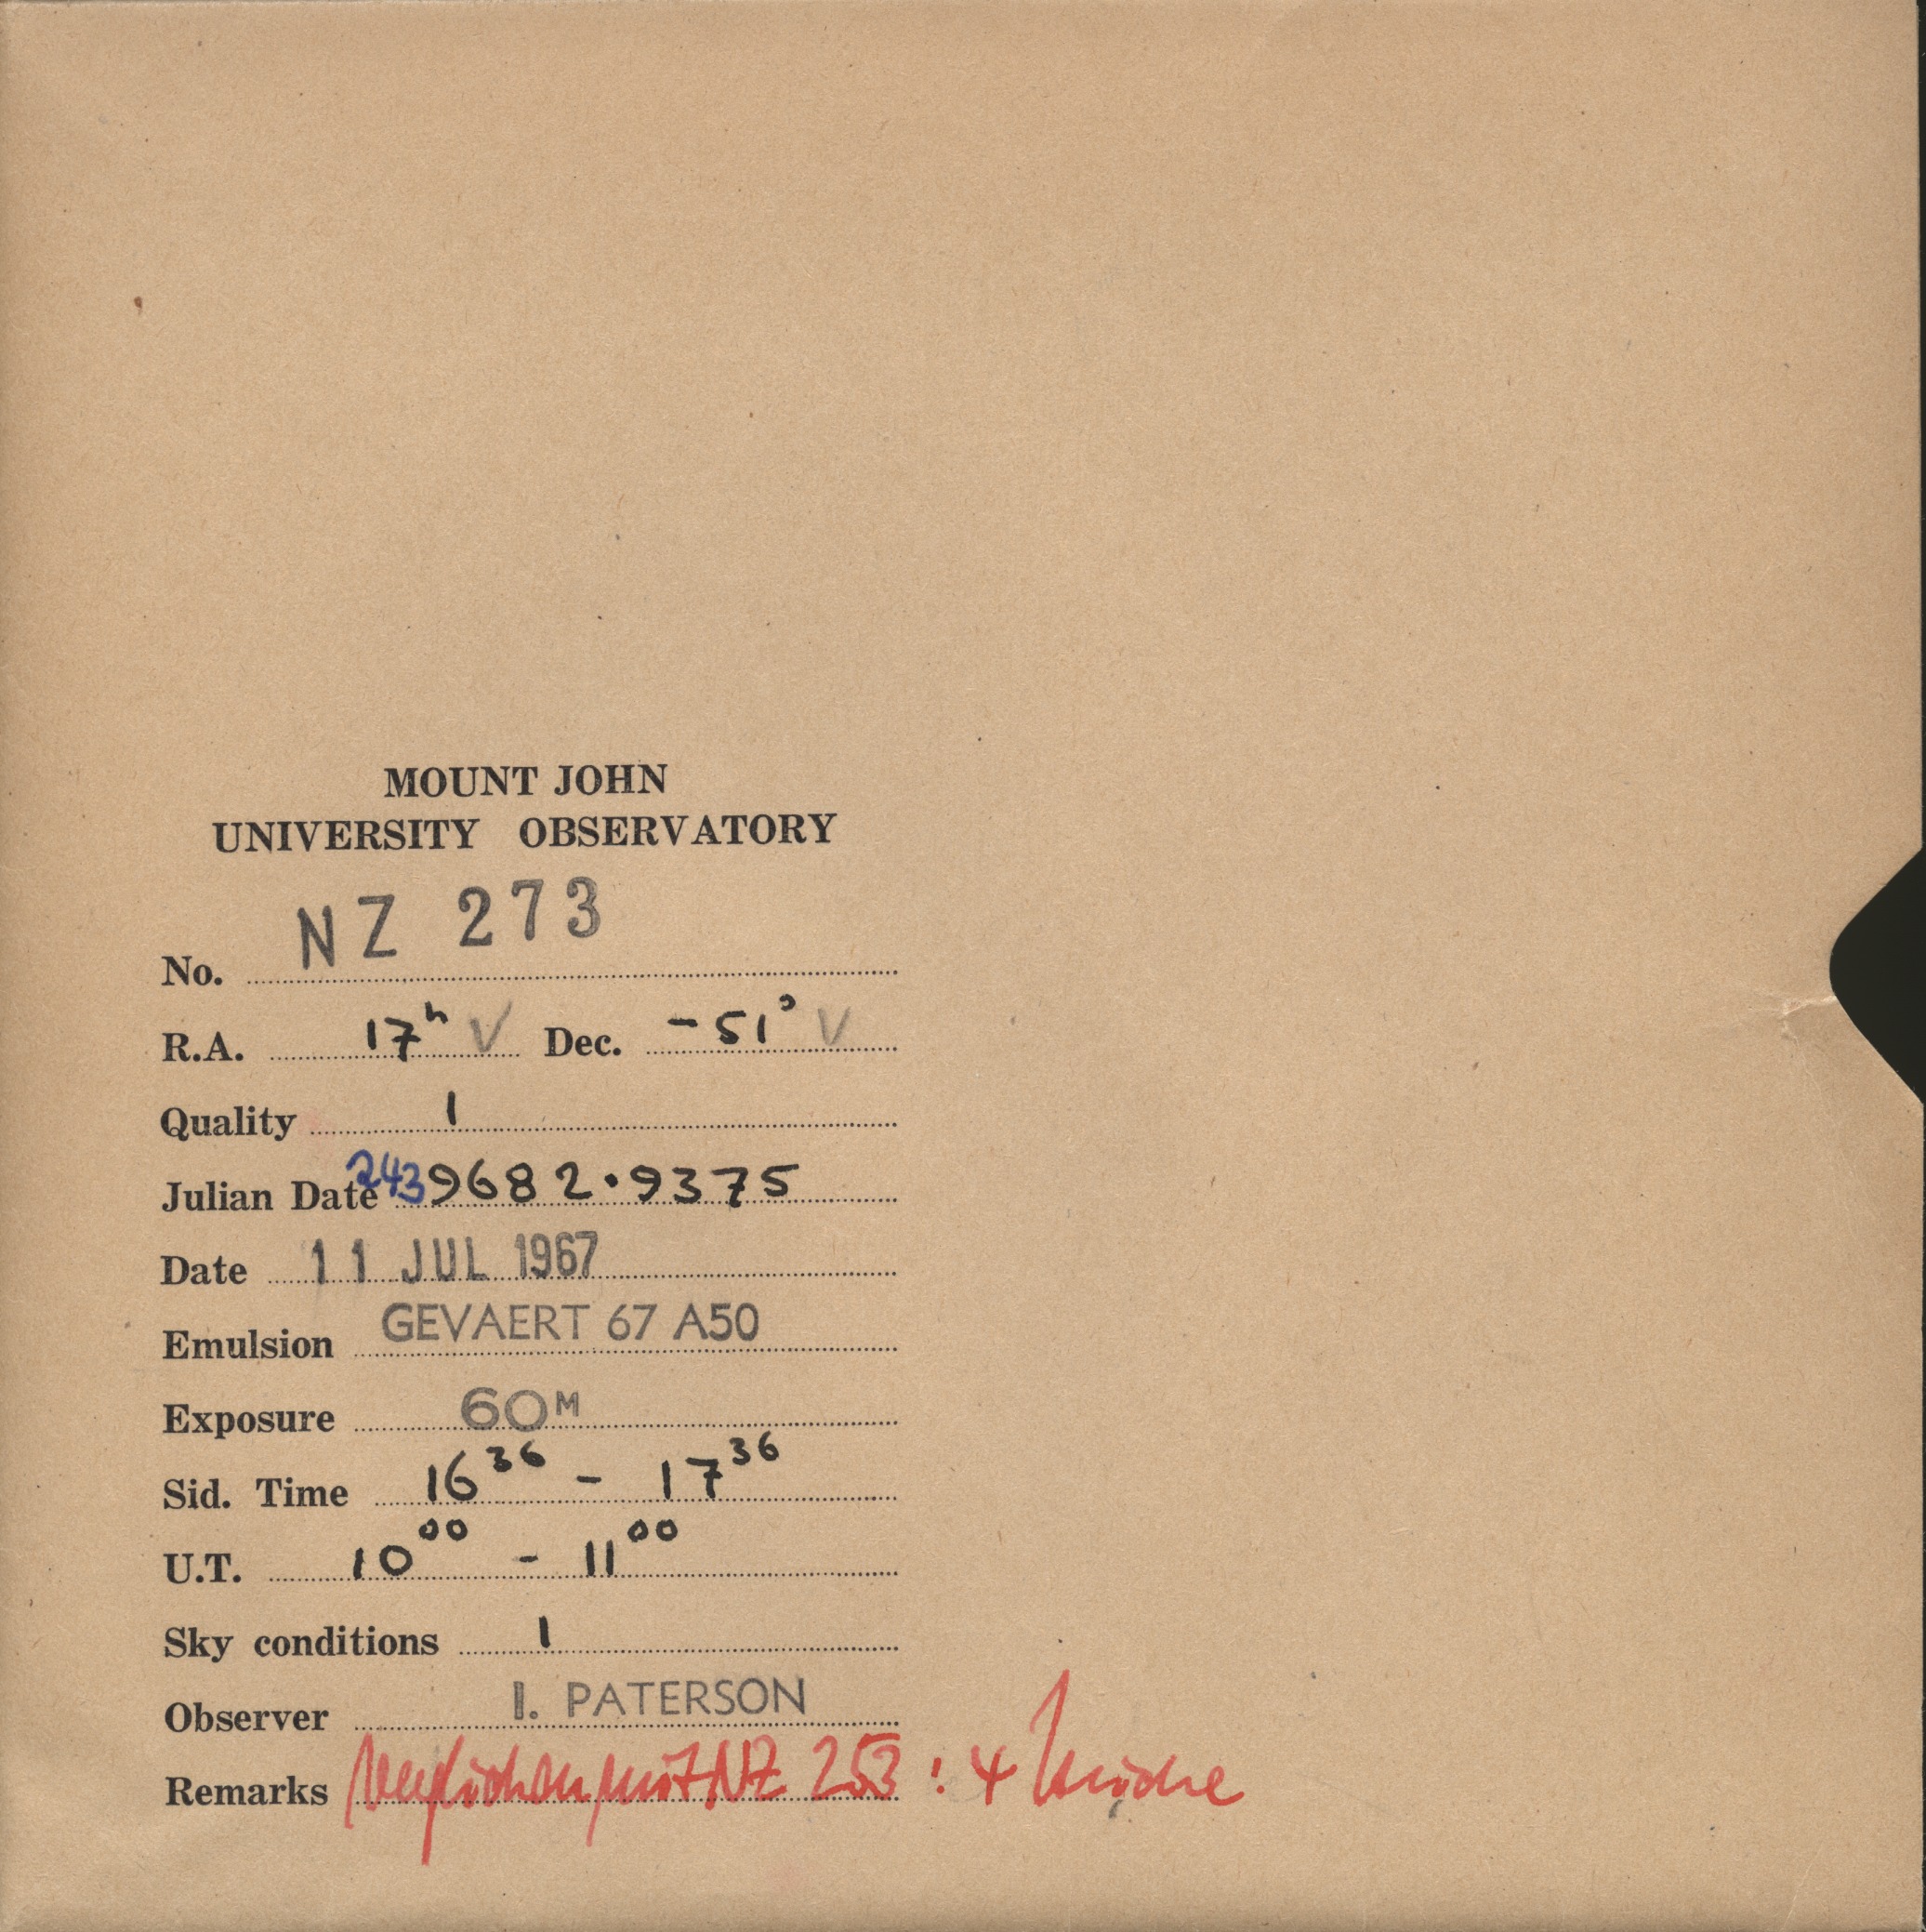 MOUNT JOHN
UNIVERSITY OBSERVATORY
No. NZ 273
R.A. 17h V Dec. -51° V
Quality 1
Julian Date 2439682.9375
Date 11 JUL 1967
Emulsion GEVAERT 67 A50
Exposure 60M
Sid. Time 16 36 - 17 36
U.T. 10 00 - 11 00
Sky conditions 1
Observer I. PATERSON
Remarks verglichen mit NZ 253 : 4